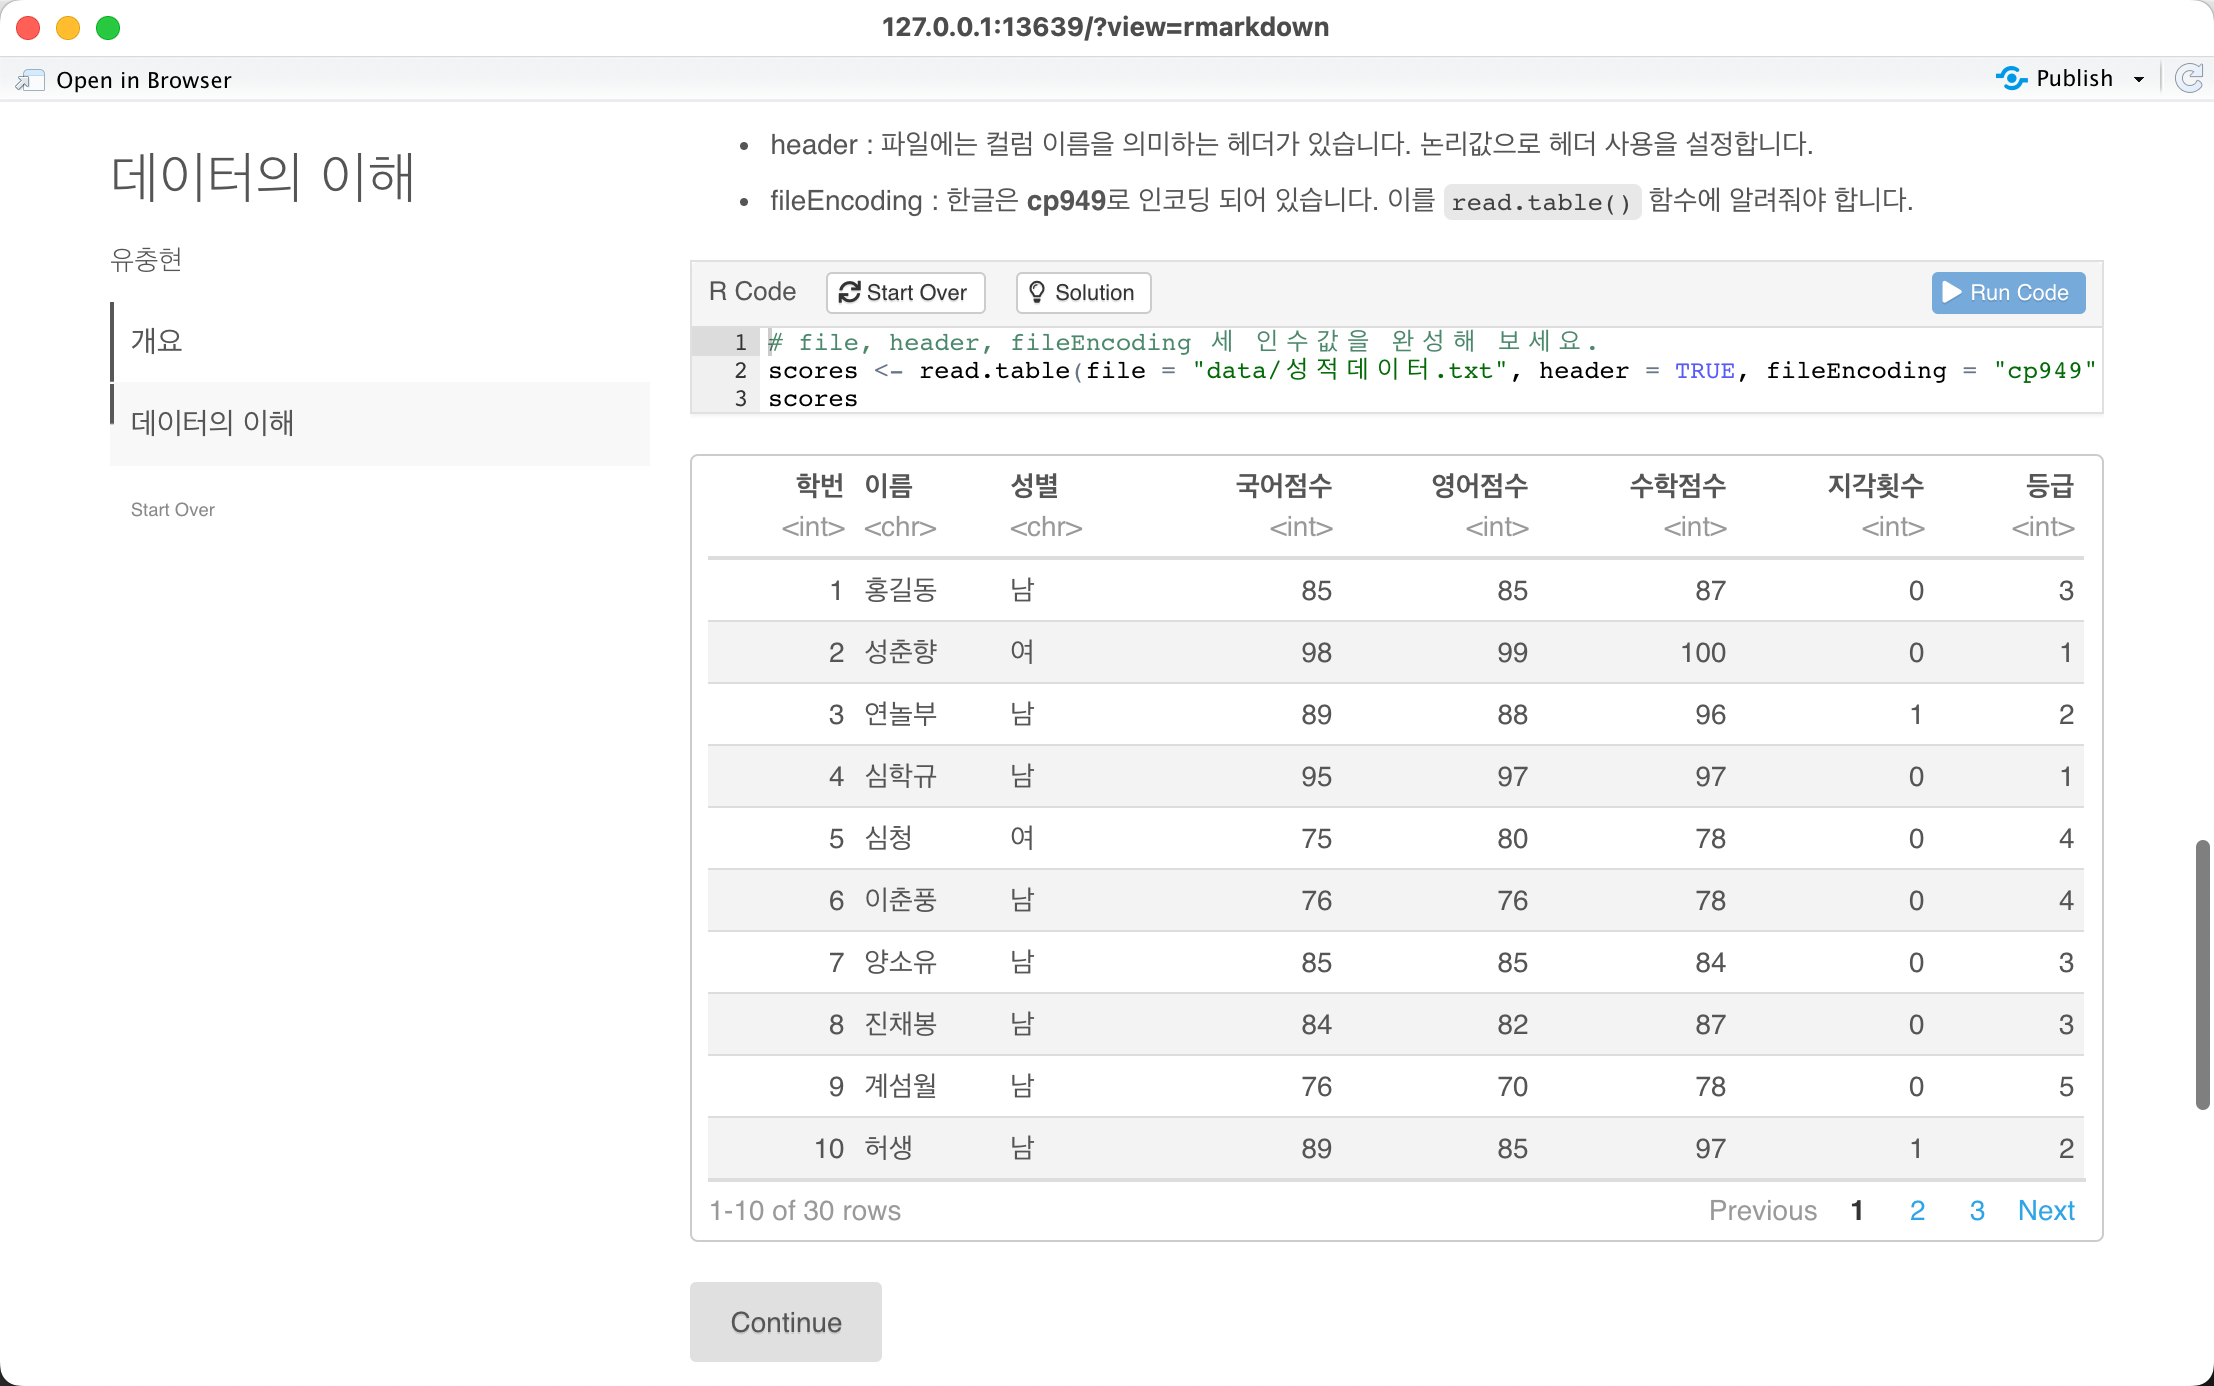 127.0.0.1:13639/?view=rmarkdown
Open in Browser
Publish
데이터의 이해
유충현
개요
데이터의 이해
Start Over
• header : 파일에는 컬럼 이름을 의미하는 헤더가 있습니다. 논리값으로 헤더 사용을 설정합니다.
• fileEncoding : 한글은 cp949로 인코딩 되어 있습니다. 이를 read.table() 함수에 알려줘야 합니다.
R Code Start Over Solution Run Code
1 # file, header, fileEncoding 세 인수값을 완성해 보세요.
2 scores <- read.table(file = "data/성적데이터.txt", header = TRUE, fileEncoding = "cp949"
3 scores
학번 이름 성별 국어점수 영어점수 수학점수 지각횟수 등급
<int> <chr> <chr> <int> <int> <int> <int> <int>
1 홍길동 남 85 85 87 0 3
2 성춘향 여 98 99 100 0 1
3 연놀부 남 89 88 96 1 2
4 심학규 남 95 97 97 0 1
5 심청 여 75 80 78 0 4
6 이춘풍 남 76 76 78 0 4
7 양소유 남 85 85 84 0 3
8 진채봉 남 84 82 87 0 3
9 계섬월 남 76 70 78 0 5
10 허생 남 89 85 97 1 2
1-10 of 30 rows Previous 1 2 3 Next
Continue